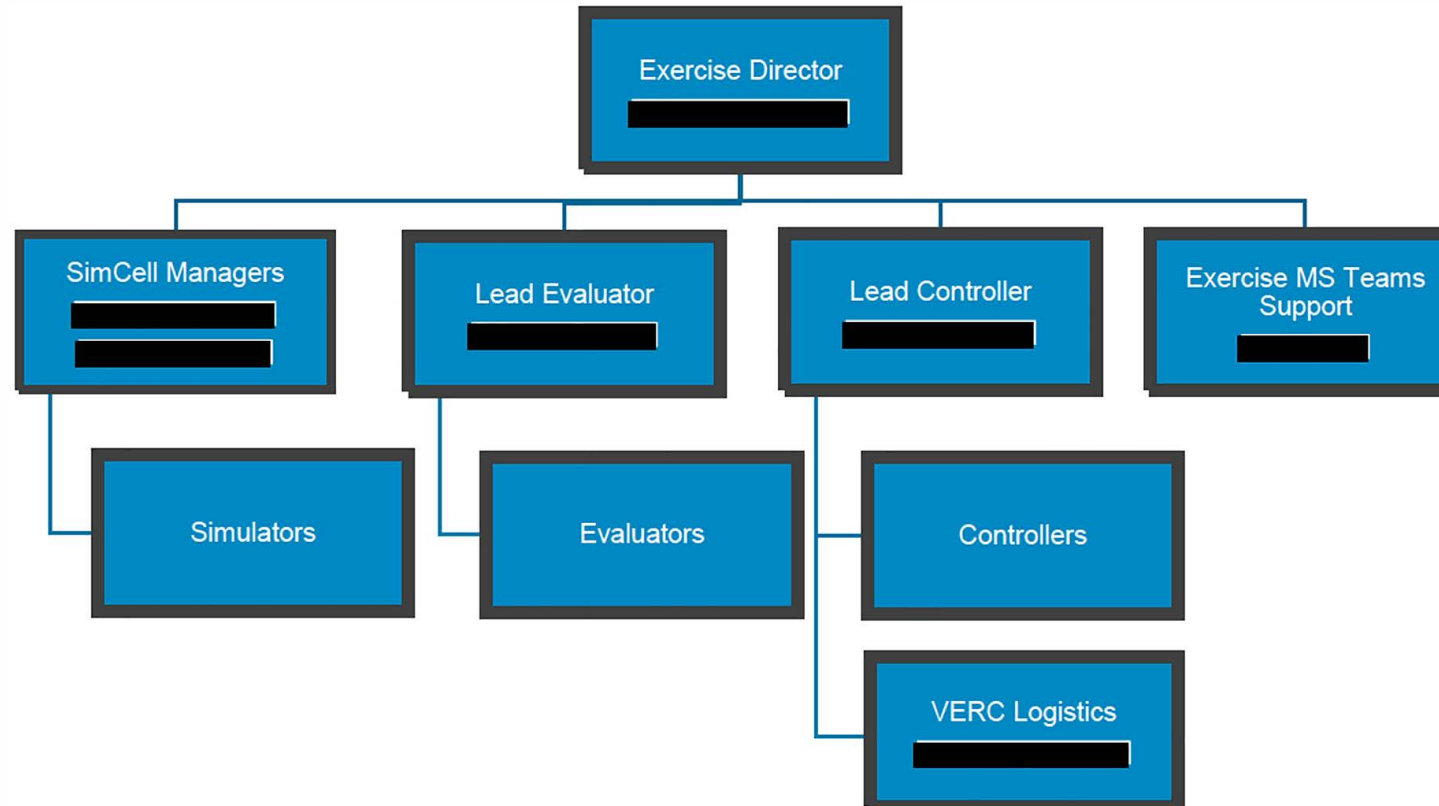 Exercise Director
SimCell Managers
Lead Evaluator
Lead Controller
Exercise MS Teams
Support
Simulators
Evaluators
Controllers
VERC Logistics